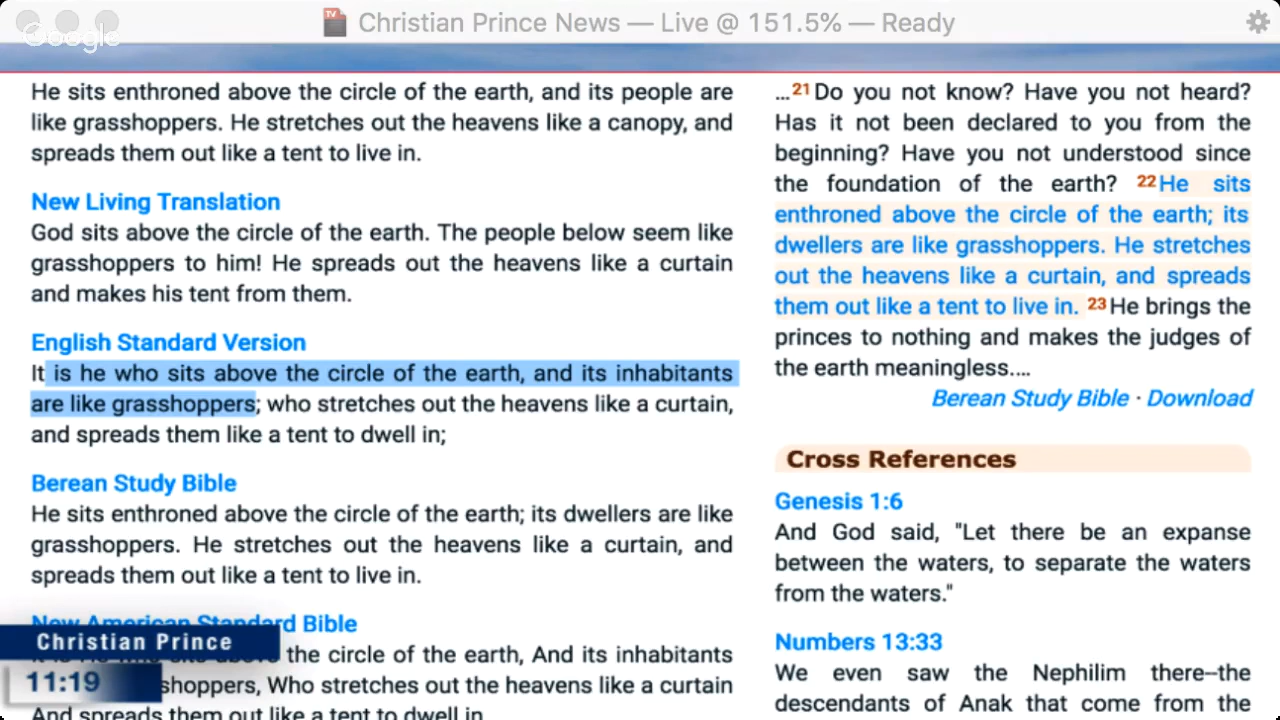 Google
TV
Christian Prince News — Live @ 151.5% — Ready
He sits enthroned above the circle of the earth, and its people are
like grasshoppers. He stretches out the heavens like a canopy, and
spreads them out like a tent to live in.
New Living Translation
God sits above the circle of the earth. The people below seem like
grasshoppers to him! He spreads out the heavens like a curtain
and makes his tent from them.
English Standard Version
It is he who sits above the circle of the earth, and its inhabitants
are like grasshoppers; who stretches out the heavens like a curtain,
and spreads them like a tent to dwell in;
Berean Study Bible
He sits enthroned above the circle of the earth; its dwellers are like
grasshoppers. He stretches out the heavens like a curtain, and
spreads them out like a tent to live in.
New American Standard Bible
the circle of the earth, And its inhabitants
shoppers, Who stretches out the heavens like a curtain
And spreads them out like a tent to dwell in.
Christian Prince
11:19
...21 Do you not know? Have you not heard?
Has it not been declared to you from the
beginning? Have you not understood since
the foundation of the earth? 22 He sits
enthroned above the circle of the earth; its
dwellers are like grasshoppers. He stretches
out the heavens like a curtain, and spreads
them out like a tent to live in. 23 He brings the
princes to nothing and makes the judges of
the earth meaningless....
Berean Study Bible · Download
Cross References
Genesis 1:6
And God said, "Let there be an expanse
between the waters, to separate the waters
from the waters."
Numbers 13:33
We even saw the Nephilim there--the
descendants of Anak that come from the